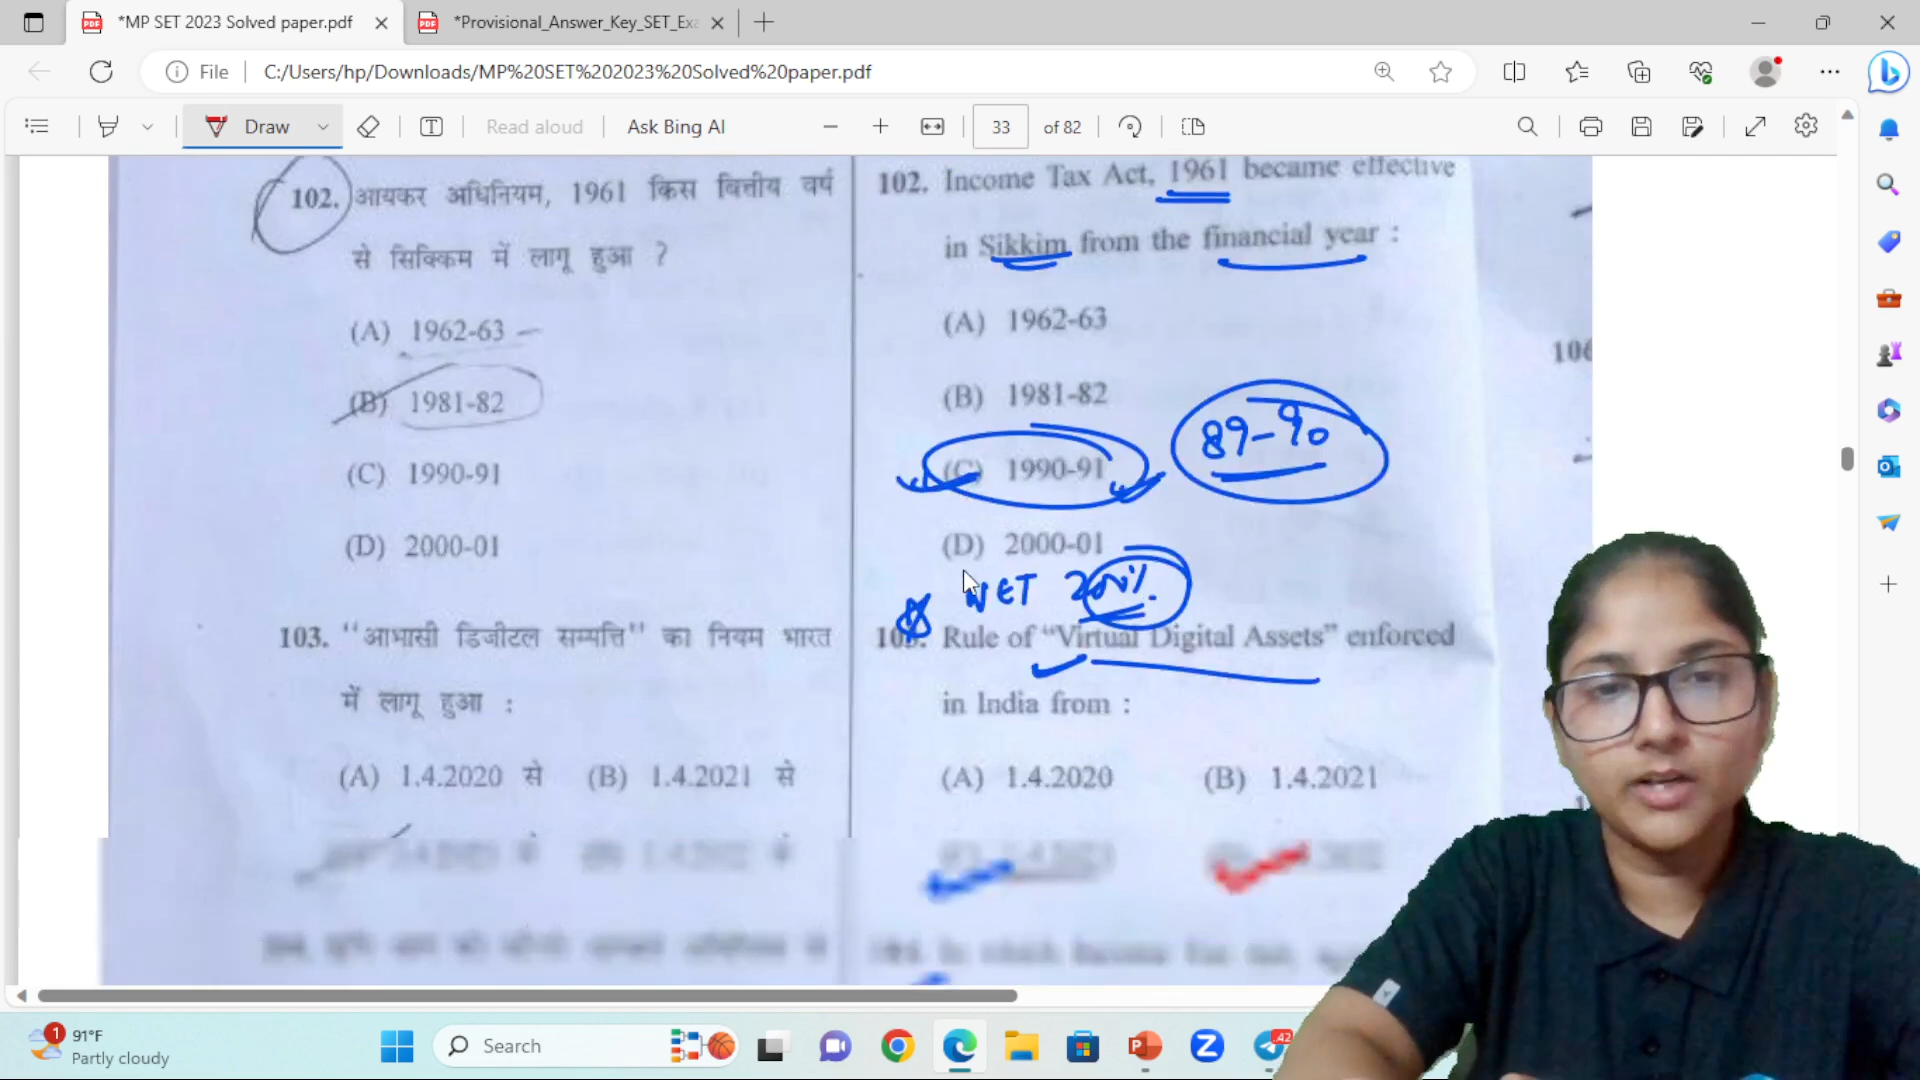 *MP SET 2023 Solved paper.pdf
*Provisional_Answer_Key_SET_Exa
File
C:/Users/hp/Downloads/MP%20SET%202023%20Solved%20paper.pdf
Draw
Read aloud
Ask Bing AI
33
of 82
102. आयकर अधिनियम, 1961 किस वित्तीय वर्ष
से सिक्किम में लागू हुआ ?
(A) 1962-63
(B) 1981-82
(C) 1990-91
(D) 2000-01
103. "आभासी डिजीटल सम्पत्ति" का नियम भारत
में लागू हुआ :
(A) 1.4.2020 से (B) 1.4.2021 से
102. Income Tax Act, 1961 became effective
in Sikkim from the financial year :
(A) 1962-63
(B) 1981-82
(C) 1990-91
89-90
(D) 2000-01
NET
Rule of "Virtual Digital Assets" enforced
in India from :
(A) 1.4.2020 (B) 1.4.2021
106
1
91°F
Partly cloudy
Search
42